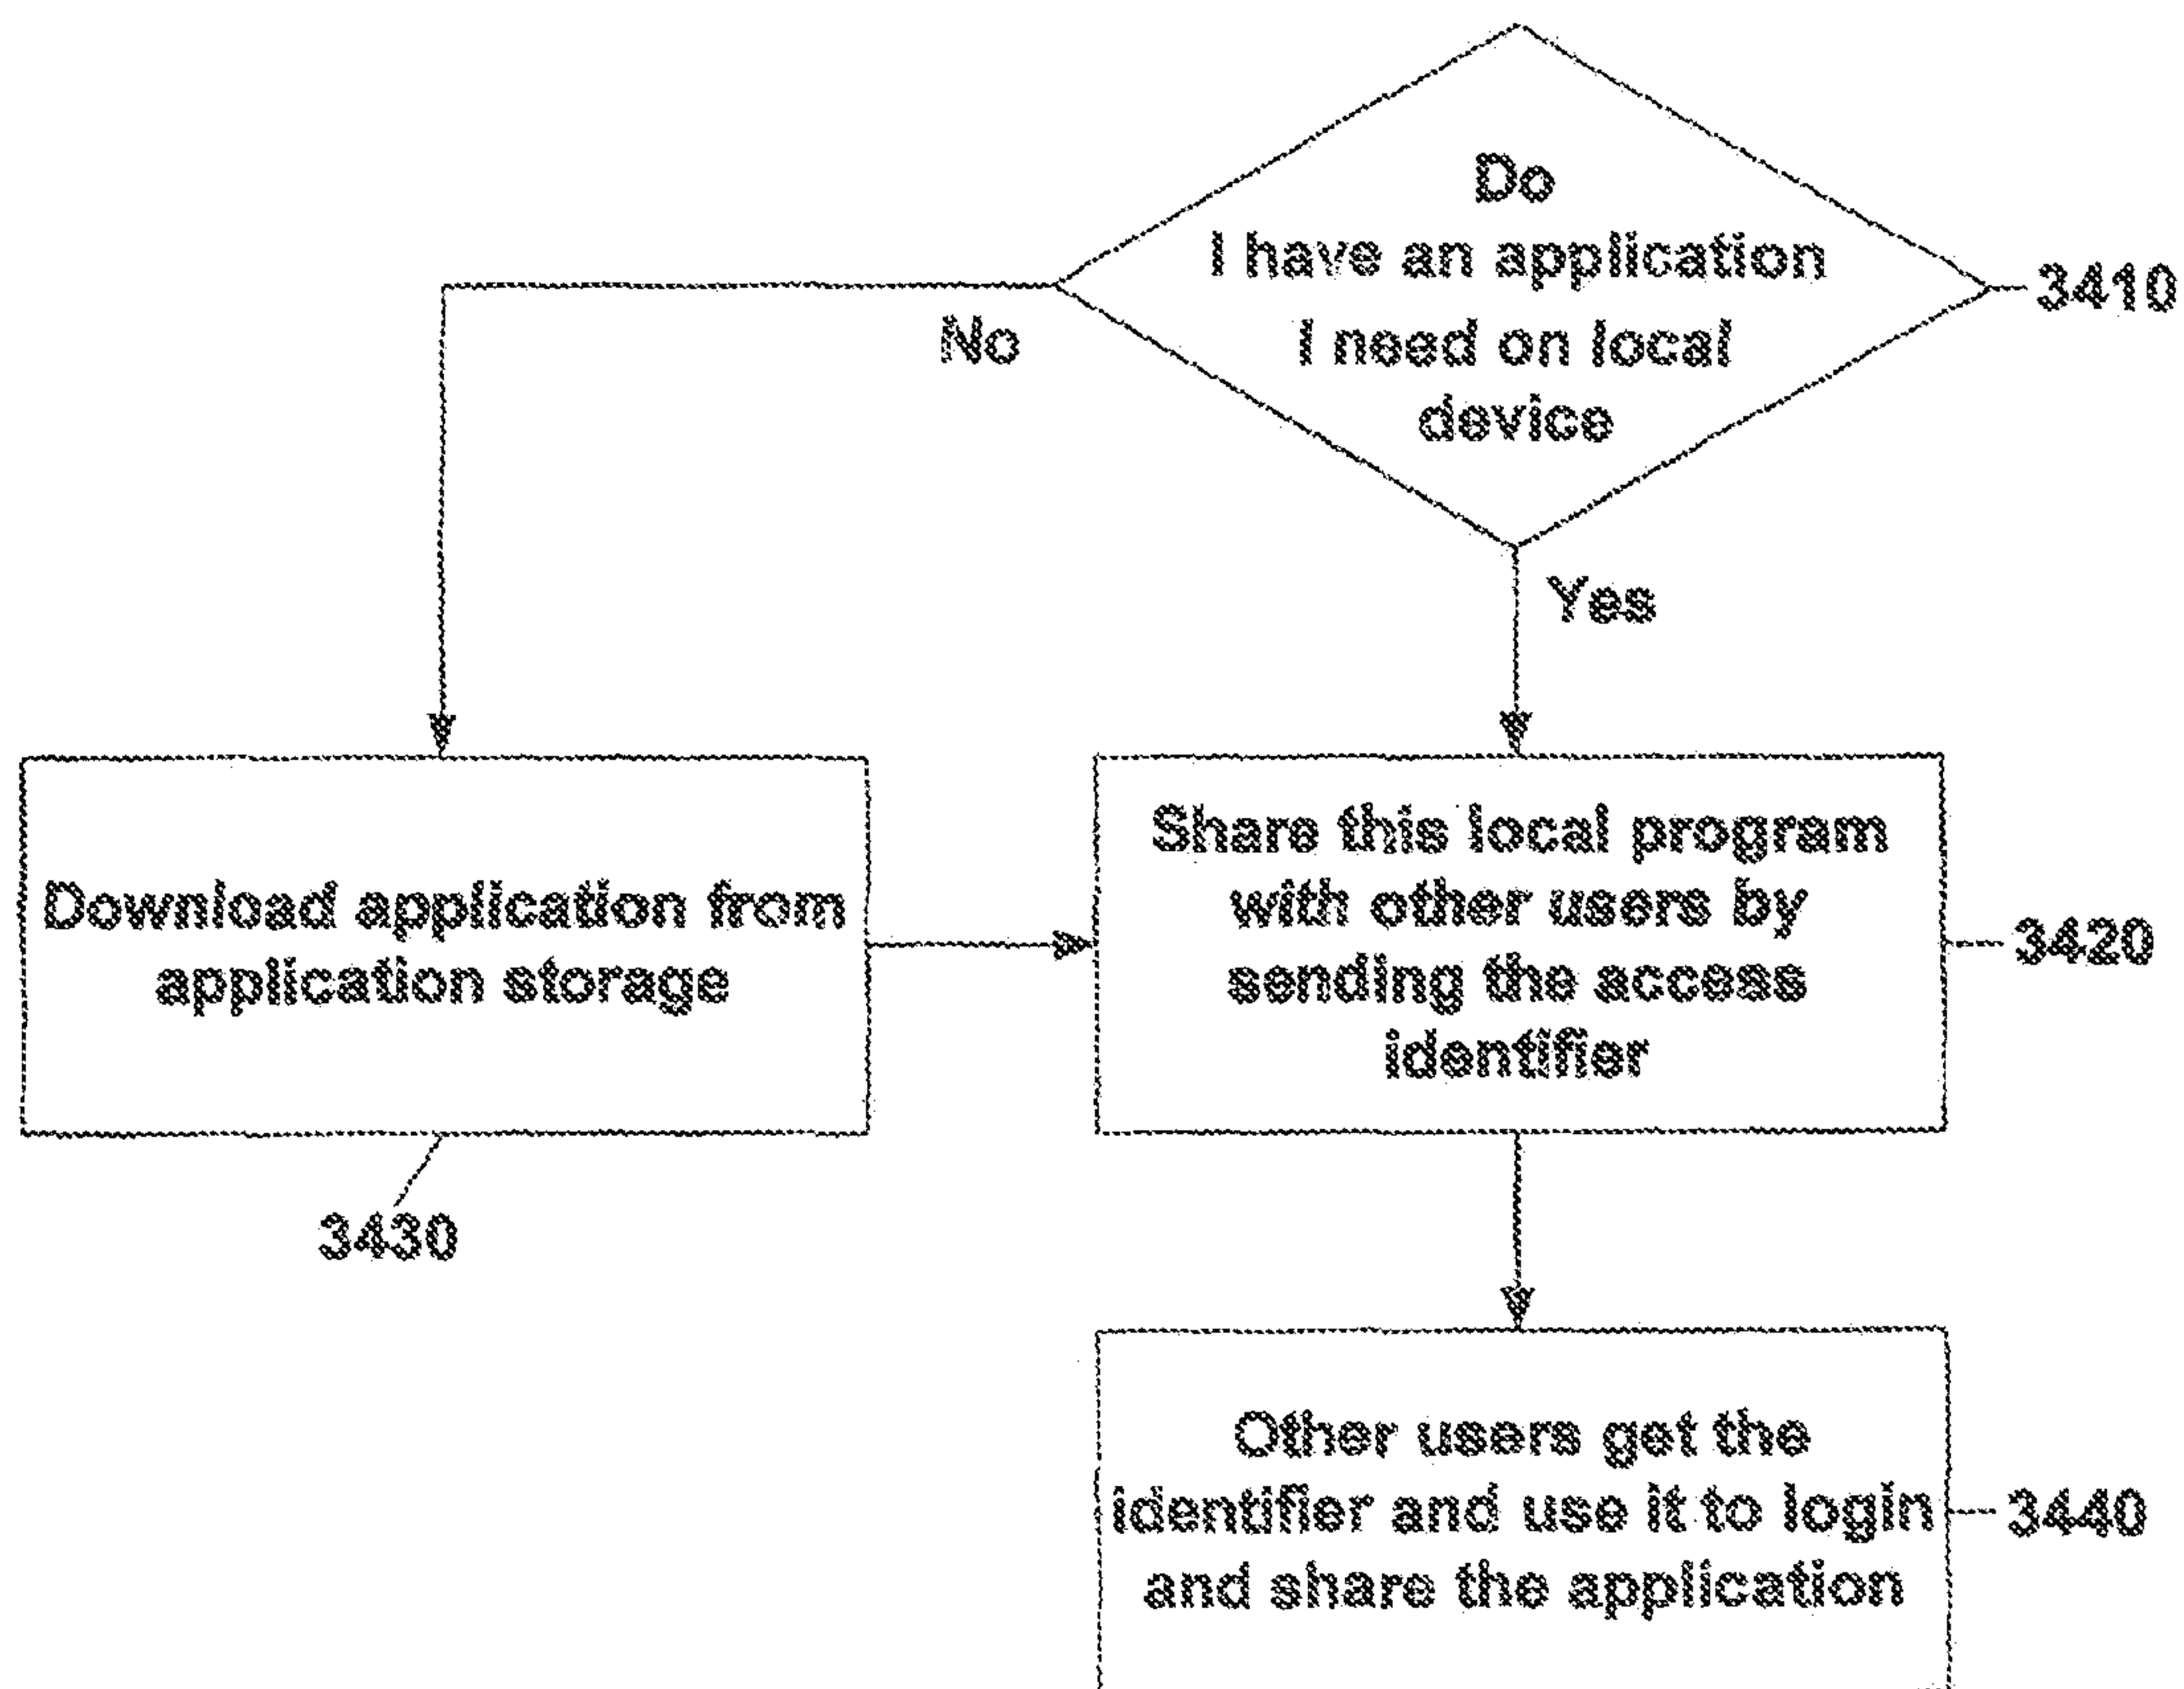 Do
I have an application
I need on local
device
3410
No
Yes
Download application from
application storage
3430
Share this local program
with other users by
sending the access
identifier
3420
Other users get the
identifier and use it to login
and share the application
3440